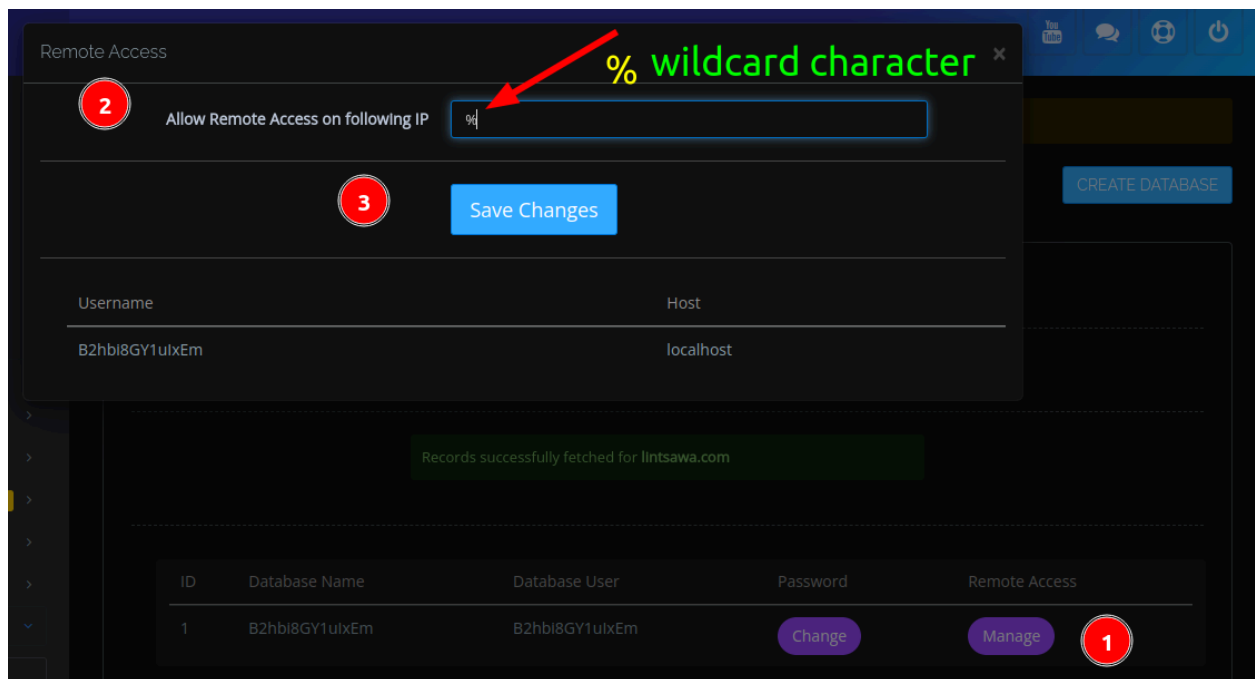 You
Tube
Remote Access
×
% wildcard character
2
Allow Remote Access on following IP
%
3
Save Changes
CREATE DATABASE
Username Host
B2hbI8GY1uIxEm localhost
Records successfully fetched for lintsawa.com
ID Database Name Database User Password Remote Access
1 B2hbI8GY1uIxEm B2hbI8GY1uIxEm Change Manage
1